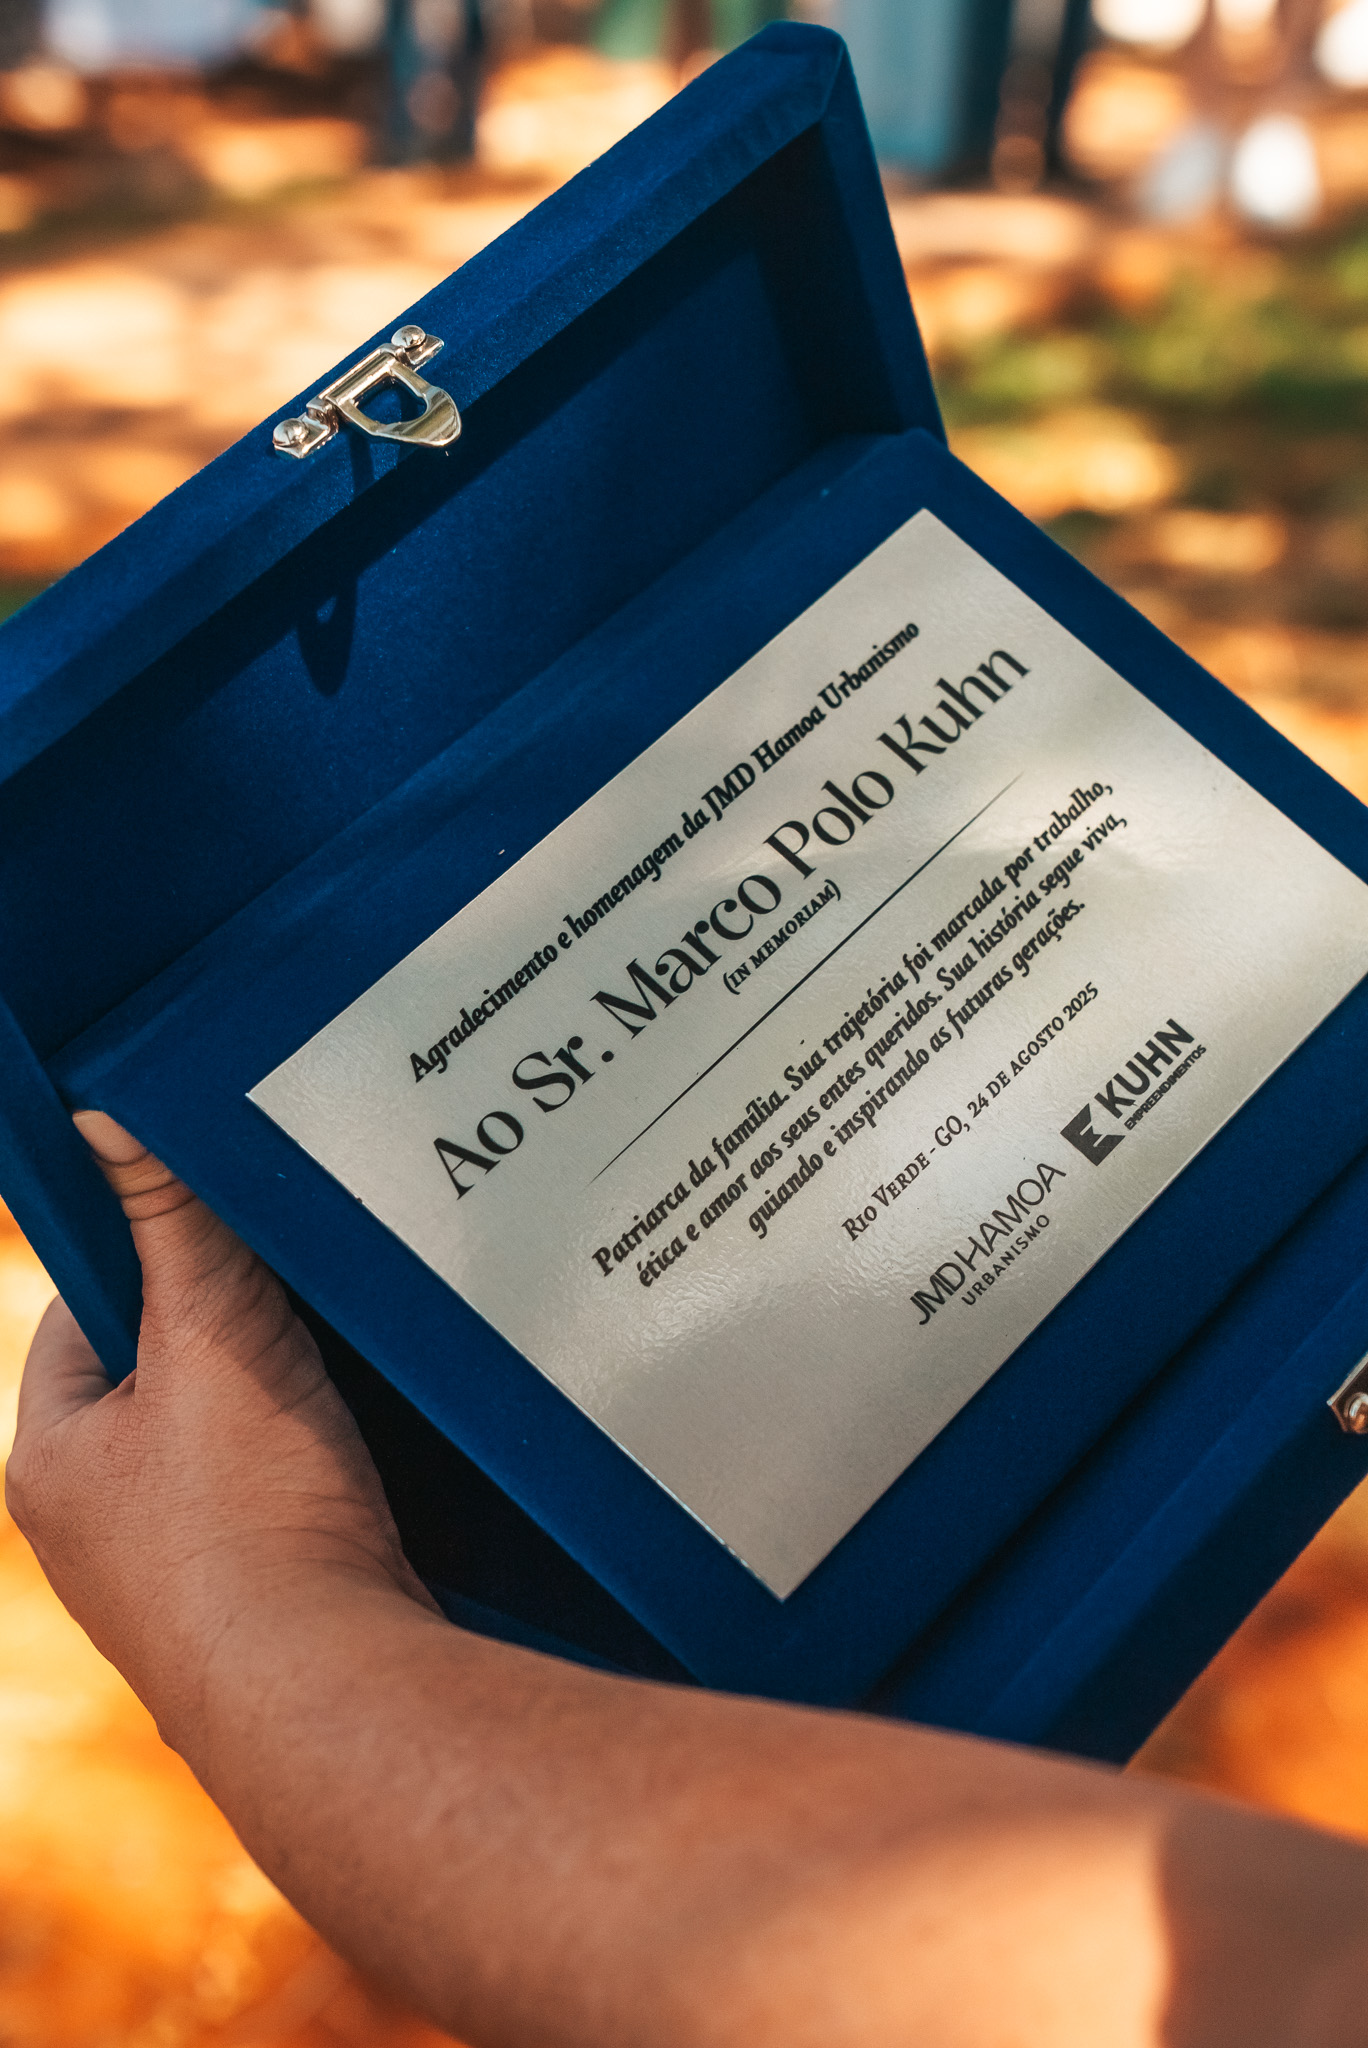 Agradecimento e homenagem da JMD Hamoa Urbanismo
Ao Sr. Marco Polo Kuhn
(IN MEMORIAM)
Patriarca da família. Sua trajetória foi marcada por trabalho,
ética e amor aos seus entes queridos. Sua história segue viva,
guiando e inspirando as futuras gerações.
RIO VERDE - GO, 24 DE AGOSTO 2025
JMD HAMOA
URBANISMO
KUHN
EMPREENDIMENTOS